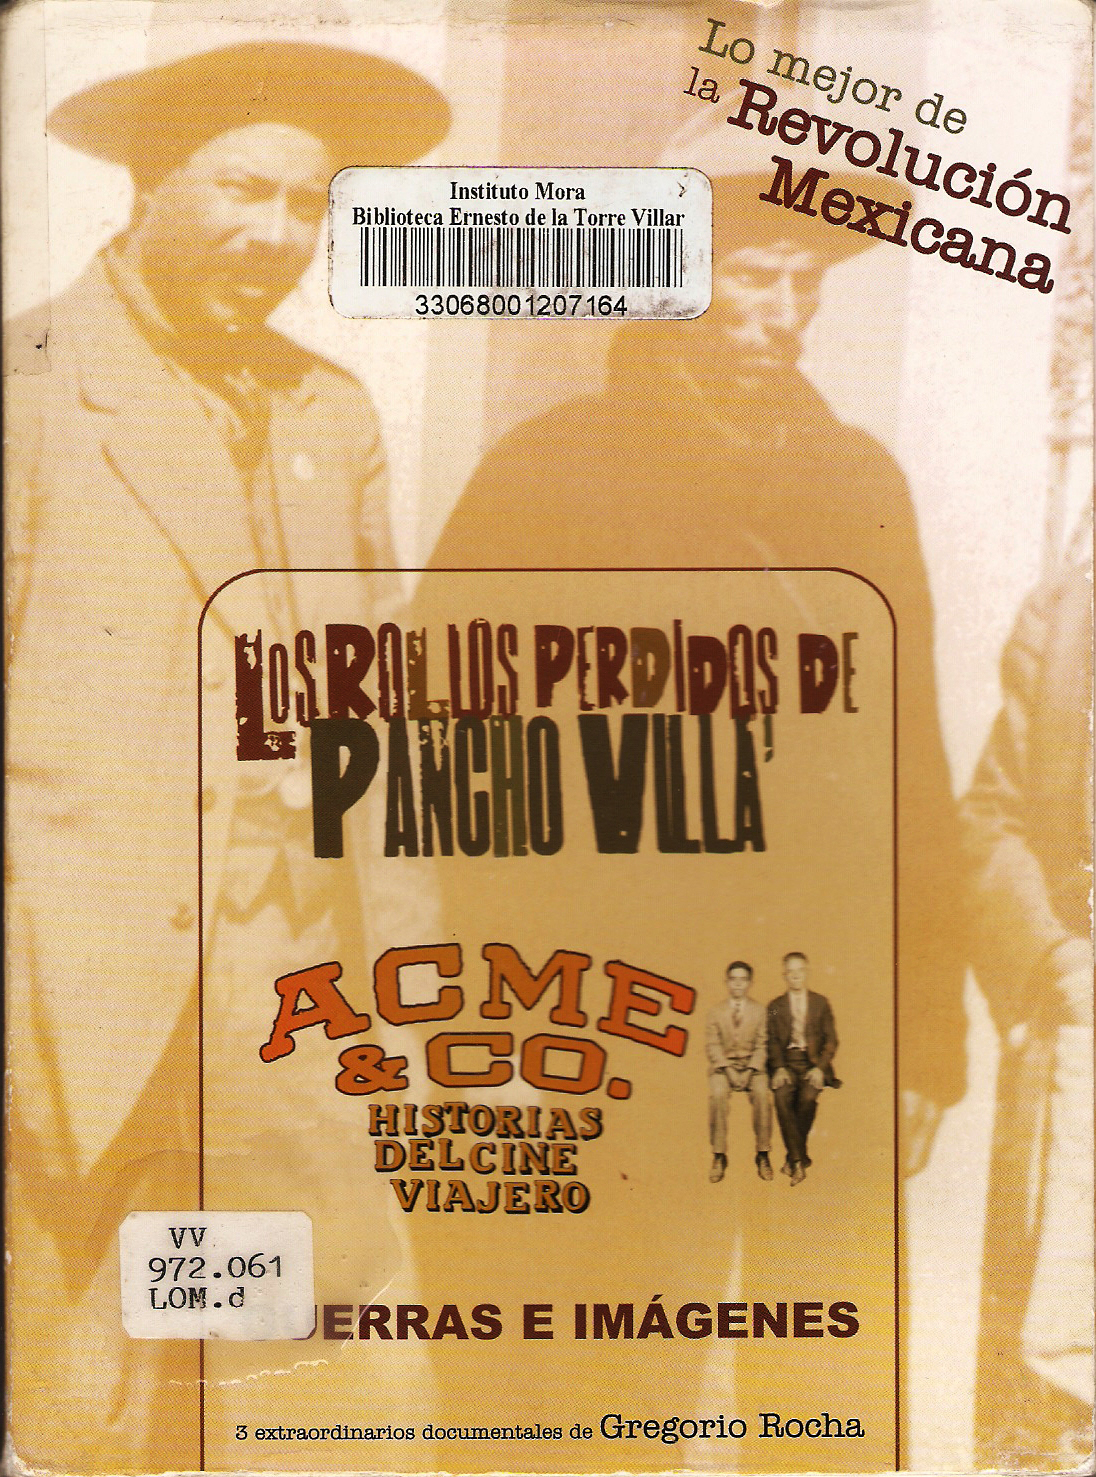 Lo mejor de
la Revolución
Mexicana
Instituto Mora
Biblioteca Ernesto de la Torre Villar
33068001207164
LOS ROLLOS PERDIDOS DE
PANCHO VILLA
ACME
& CO.
HISTORIAS
DEL CINE
VIAJERO
VV
972.061
LOM.d
UERRAS E IMÁGENES
3 extraordinarios documentales de Gregorio Rocha